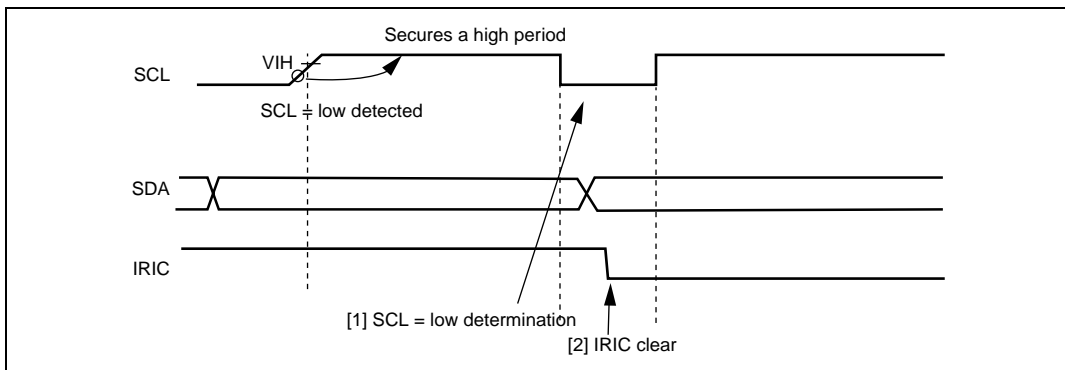 Secures a high period
VIH
SCL
SCL = low detected
SDA
IRIC
[1] SCL = low determination
[2] IRIC clear